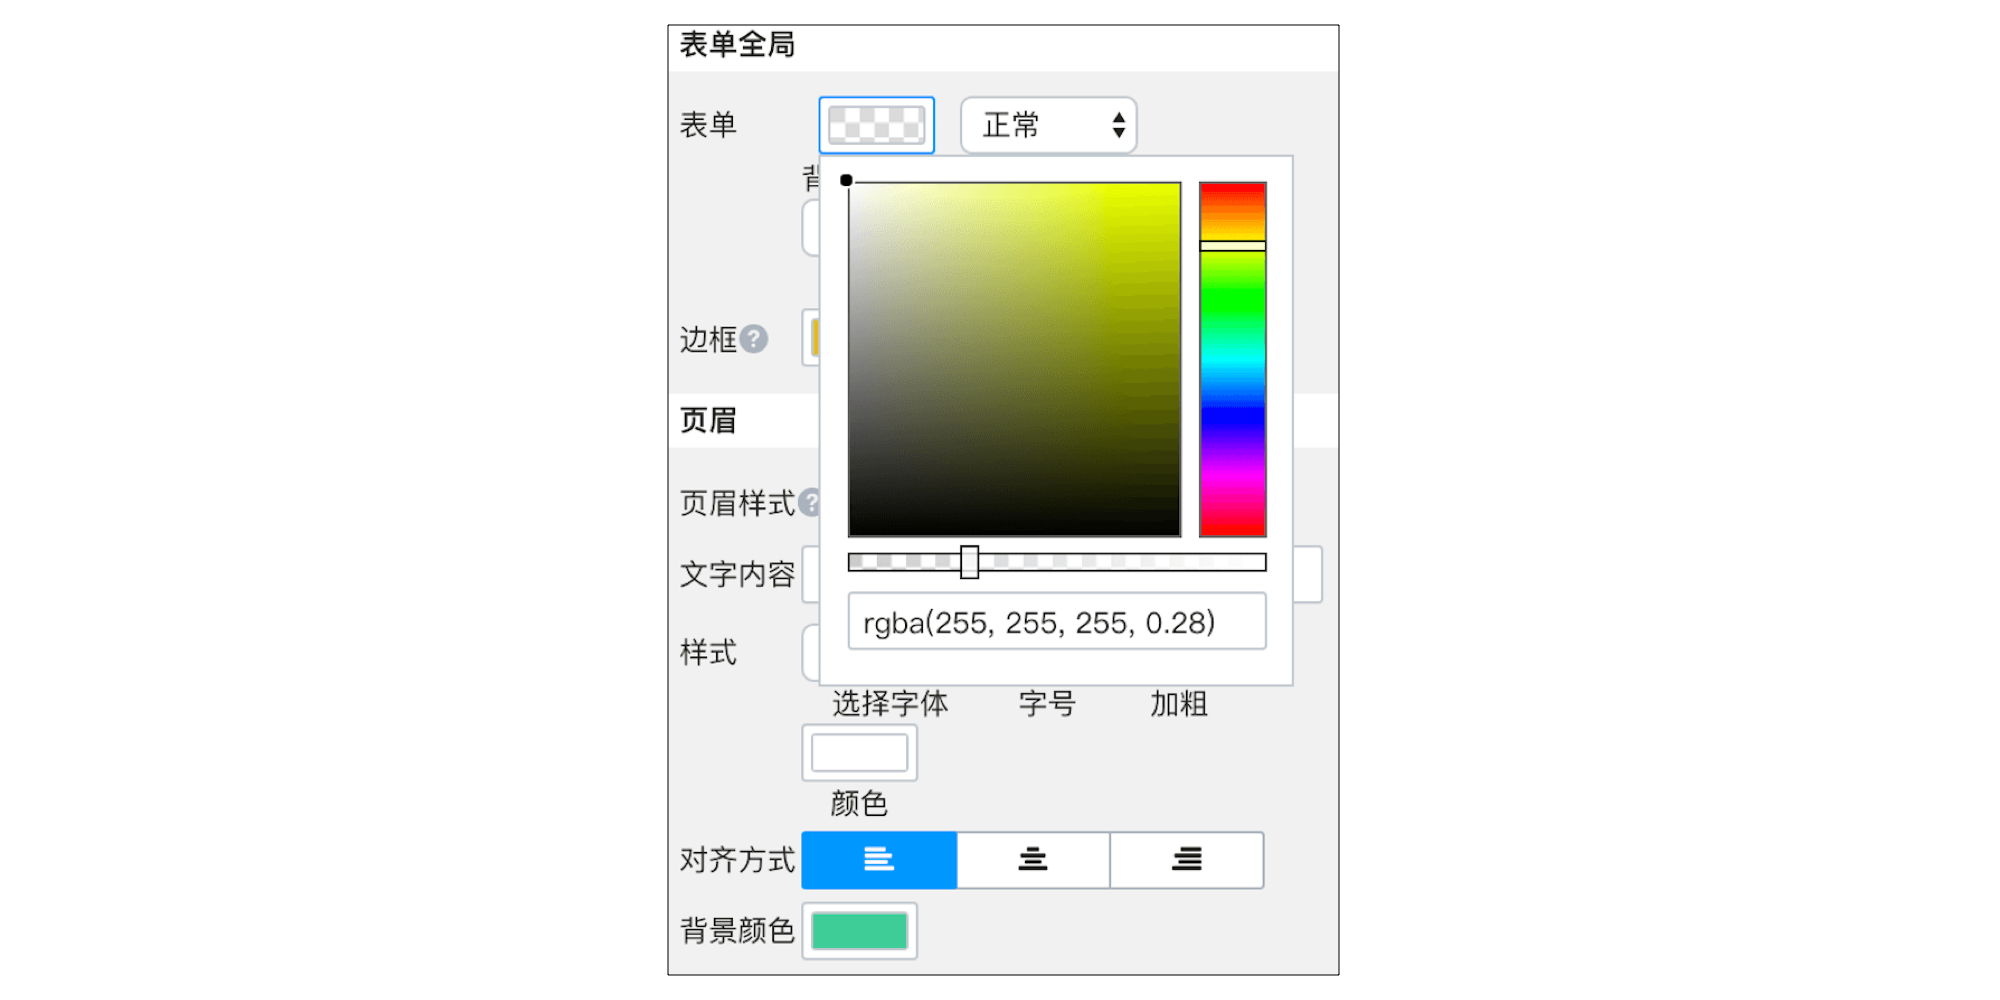 表单全局
表单 正常
边框 ?
页眉
页眉样式 ?
文字内容
rgba(255, 255, 255, 0.28)
样式
选择字体 字号 加粗
颜色
对齐方式
背景颜色